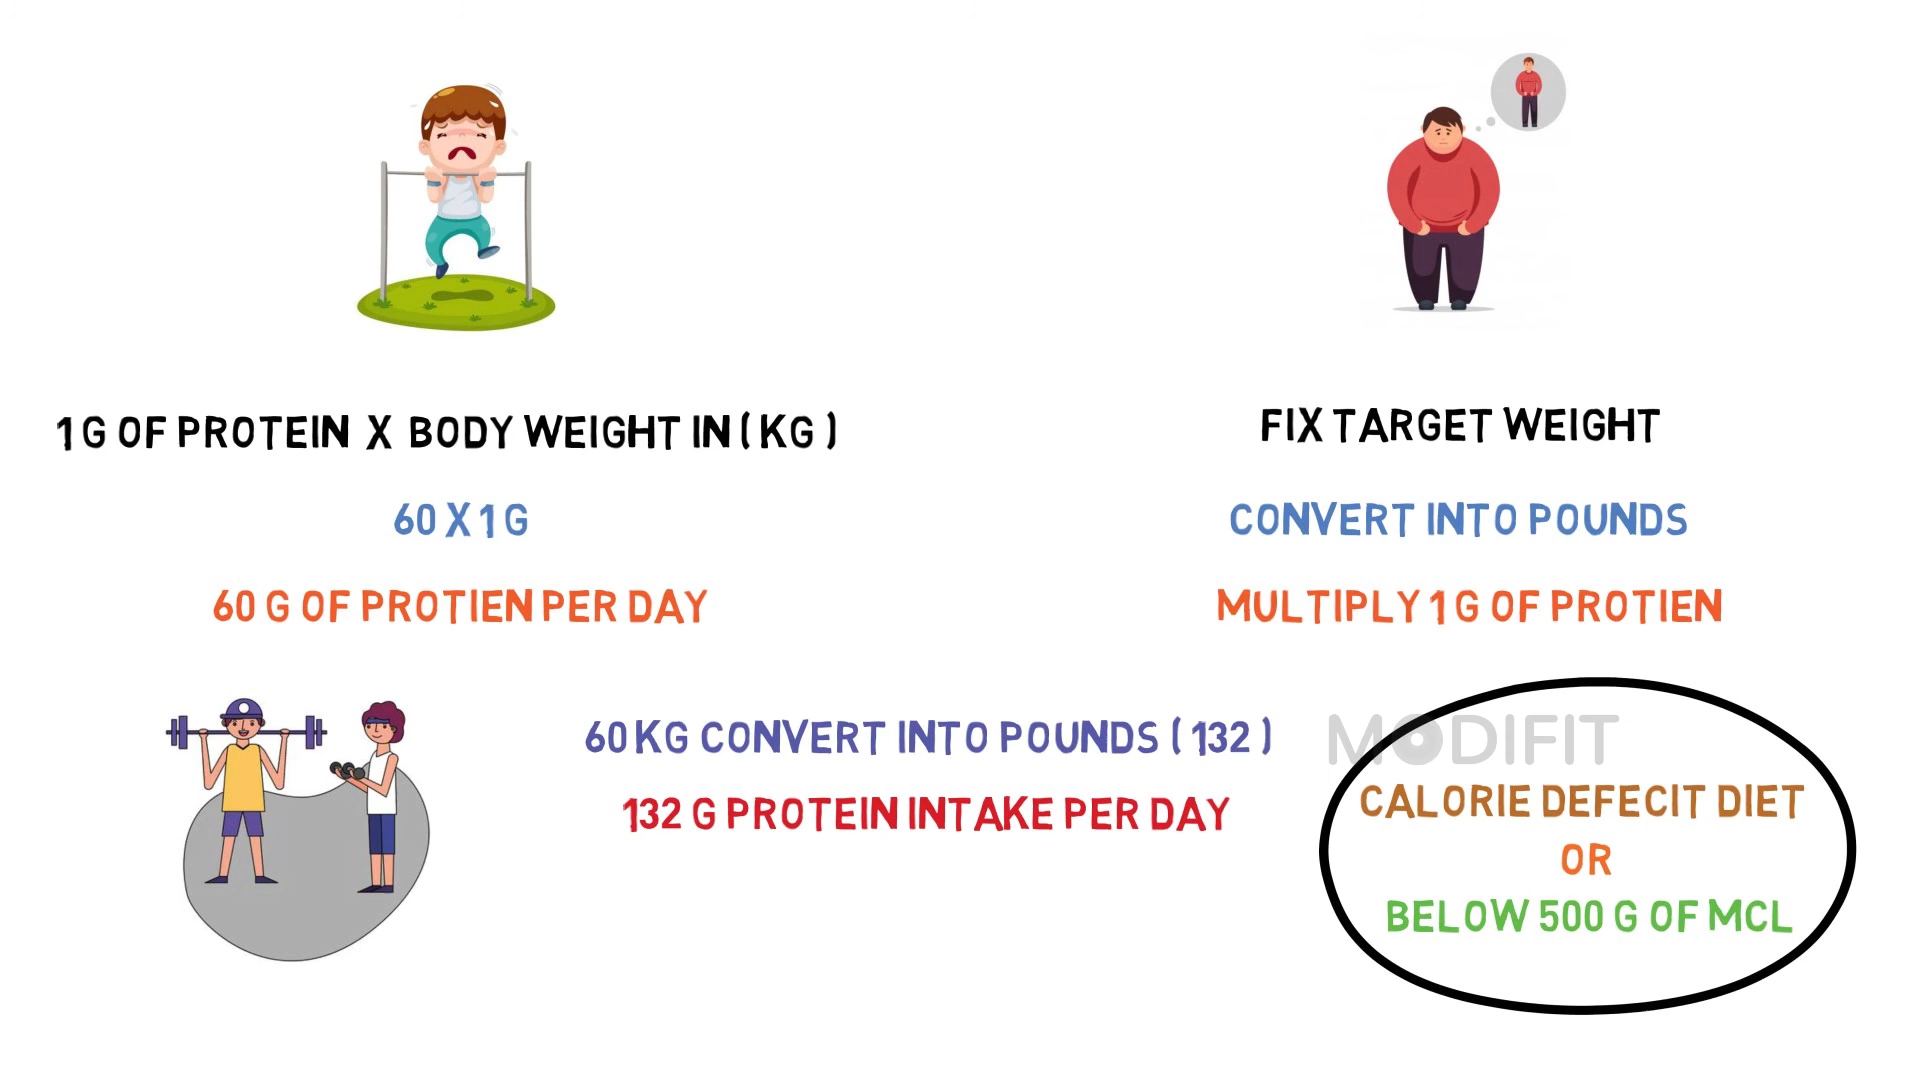 1G OF PROTEIN X BODY WEIGHT IN ( KG )
60 X 1 G
60 G OF PROTIEN PER DAY
FIX TARGET WEIGHT
CONVERT INTO POUNDS
MULTIPLY 1 G OF PROTIEN
60 KG CONVERT INTO POUNDS ( 132 )
132 G PROTEIN INTAKE PER DAY
MODIFIT
CALORIE DEFECIT DIET
OR
BELOW 500 G OF MCL